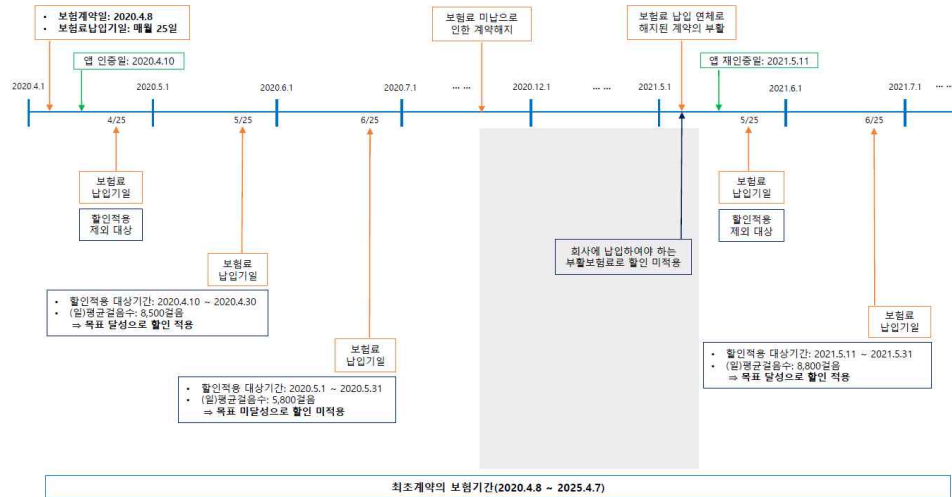 • 보험계약일: 2020.4.8
• 보험료납입기일: 매월 25일
보험료 미납으로
인한 계약해지
보험료 납입 연체로
해지된 계약의 부활
앱 인증일: 2020.4.10
앱 재인증일: 2021.5.11
2020.4.1
2020.5.1
2020.6.1
2020.7.1
... ...
2020.12.1
... ...
2021.5.1
2021.6.1
2021.7.1
... ...
4/25
5/25
6/25
5/25
6/25
보험료
납입기일
할인적용
제외 대상
보험료
납입기일
할인적용
제외 대상
회사에 납입하여야 하는
부활보험료로 할인 미적용
보험료
납입기일
• 할인적용 대상기간: 2020.4.10 ~ 2020.4.30
• (일)평균걸음수: 8,500걸음
⇒ 목표 달성으로 할인 적용
보험료
납입기일
보험료
납입기일
• 할인적용 대상기간: 2021.5.11 ~ 2021.5.31
• (일)평균걸음수: 8,800걸음
⇒ 목표 달성으로 할인 적용
• 할인적용 대상기간: 2020.5.1 ~ 2020.5.31
• (일)평균걸음수: 5,800걸음
⇒ 목표 미달성으로 할인 미적용
최초계약의 보험기간(2020.4.8 ~ 2025.4.7)